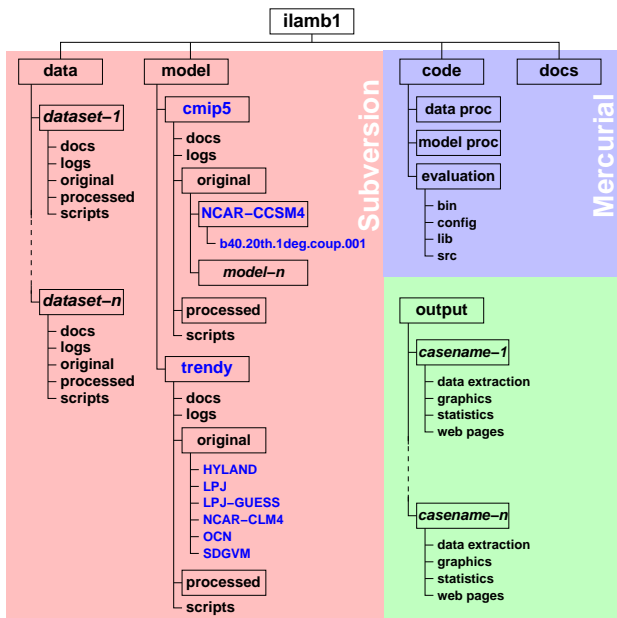 ilamb1
data
model
code
docs
dataset–1
docs
logs
original
processed
scripts
dataset–n
docs
logs
original
processed
scripts
cmip5
docs
logs
original
NCAR–CCSM4
b40.20th.1deg.coup.001
model–n
processed
scripts
trendy
docs
logs
original
HYLAND
LPJ
LPJ–GUESS
NCAR–CLM4
OCN
SDGVM
processed
scripts
Subversion
data proc
model proc
evaluation
bin
config
lib
src
Mercurial
output
casename–1
data extraction
graphics
statistics
web pages
casename–n
data extraction
graphics
statistics
web pages